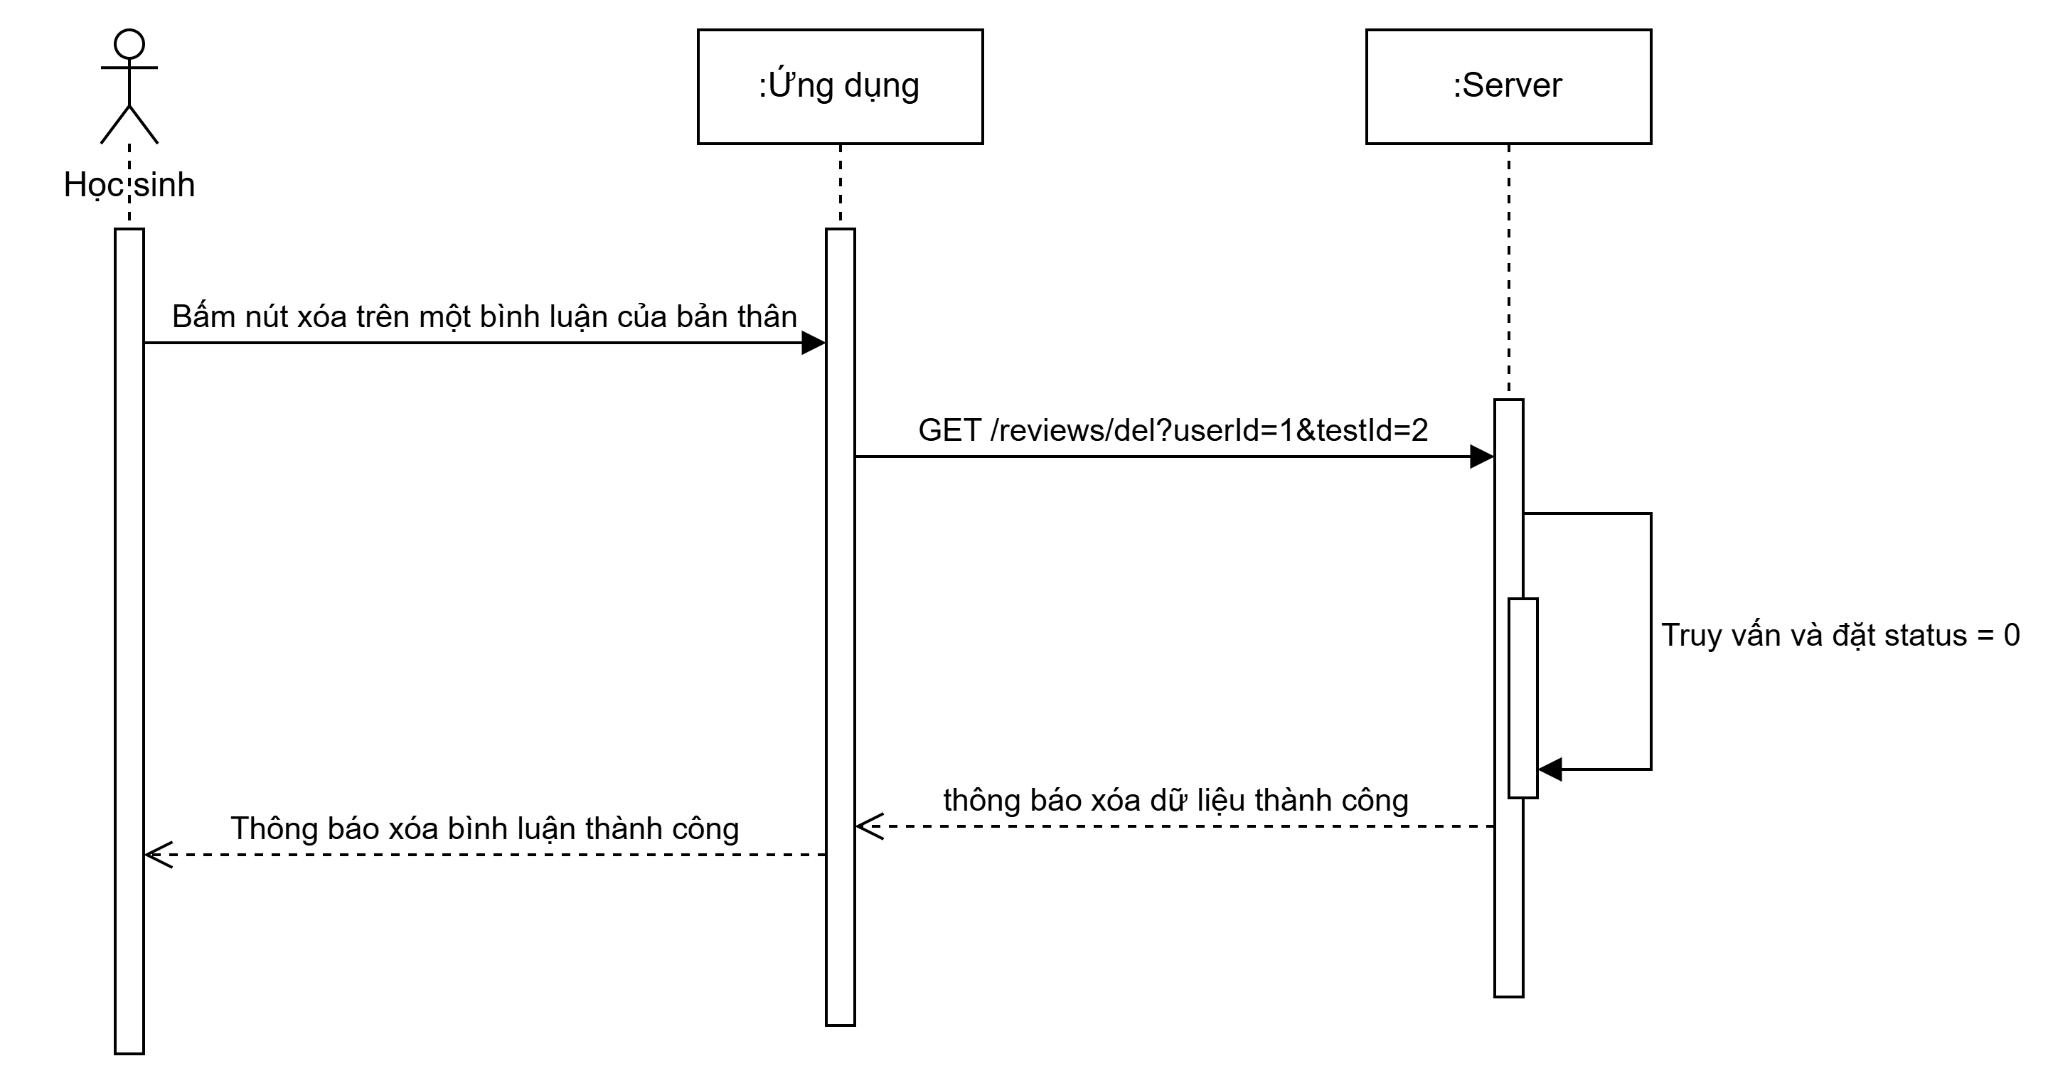 :Ứng dụng
:Server
Học sinh
Bấm nút xóa trên một bình luận của bản thân
GET /reviews/del?userId=1&testId=2
Truy vấn và đặt status = 0
thông báo xóa dữ liệu thành công
Thông báo xóa bình luận thành công